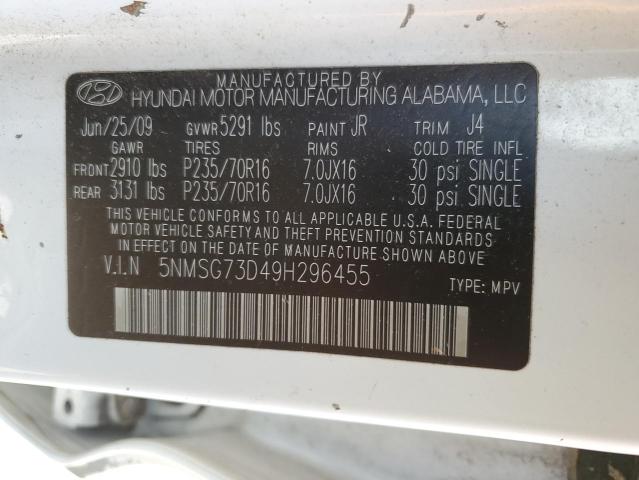 MANUFACTURED BY
HYUNDAI MOTOR MANUFACTURING ALABAMA, LLC
Jun/25/09 GVWR 5291 lbs PAINT JR TRIM J4
GAWR TIRES RIMS COLD TIRE INFL
FRONT 2910 lbs P235/70R16 7.0JX16 30 psi SINGLE
REAR 3131 lbs P235/70R16 7.0JX16 30 psi SINGLE
THIS VEHICLE CONFORMS TO ALL APPLICABLE U.S.A. FEDERAL
MOTOR VEHICLE SAFETY, BUMPER, AND THEFT PREVENTION STANDARDS
IN EFFECT ON THE DATE OF MANUFACTURE SHOWN ABOVE.
V.I.N 5NMSG73D49H296455 TYPE: MPV